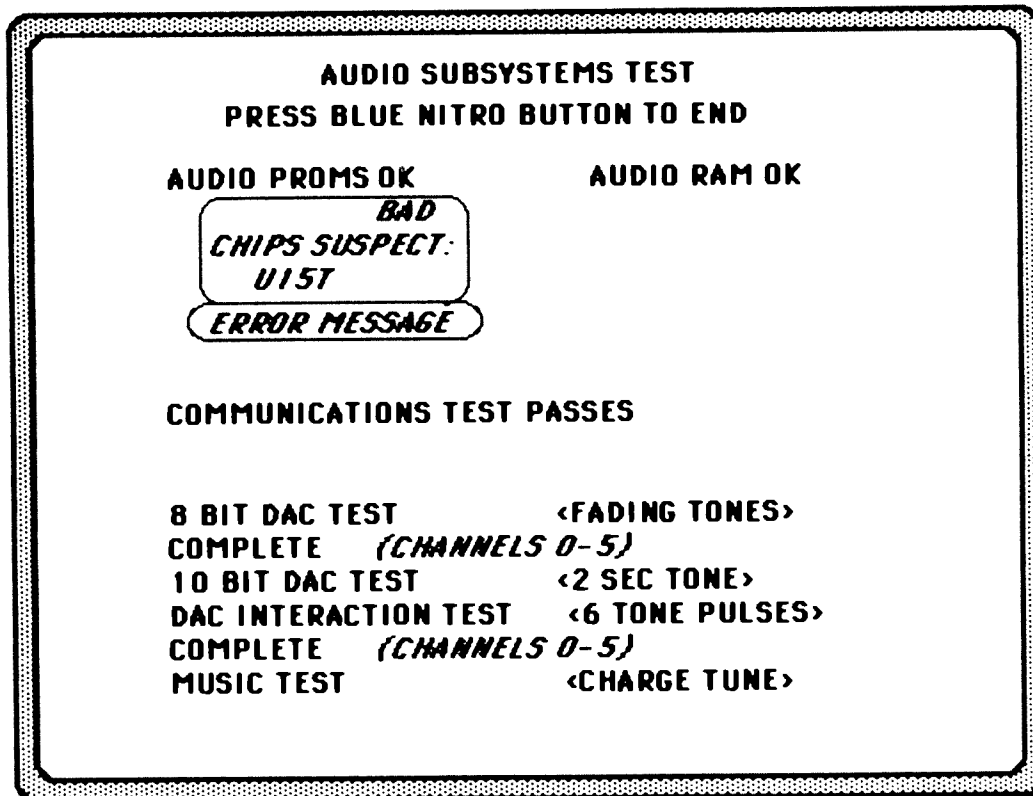 AUDIO SUBSYSTEMS TEST
PRESS BLUE NITRO BUTTON TO END
AUDIO PROMS OK AUDIO RAM OK
BAD
CHIPS SUSPECT:
U15T
ERROR MESSAGE
COMMUNICATIONS TEST PASSES
8 BIT DAC TEST <FADING TONES>
COMPLETE (CHANNELS 0-5)
10 BIT DAC TEST <2 SEC TONE>
DAC INTERACTION TEST <6 TONE PULSES>
COMPLETE (CHANNELS 0-5)
MUSIC TEST <CHARGE TUNE>